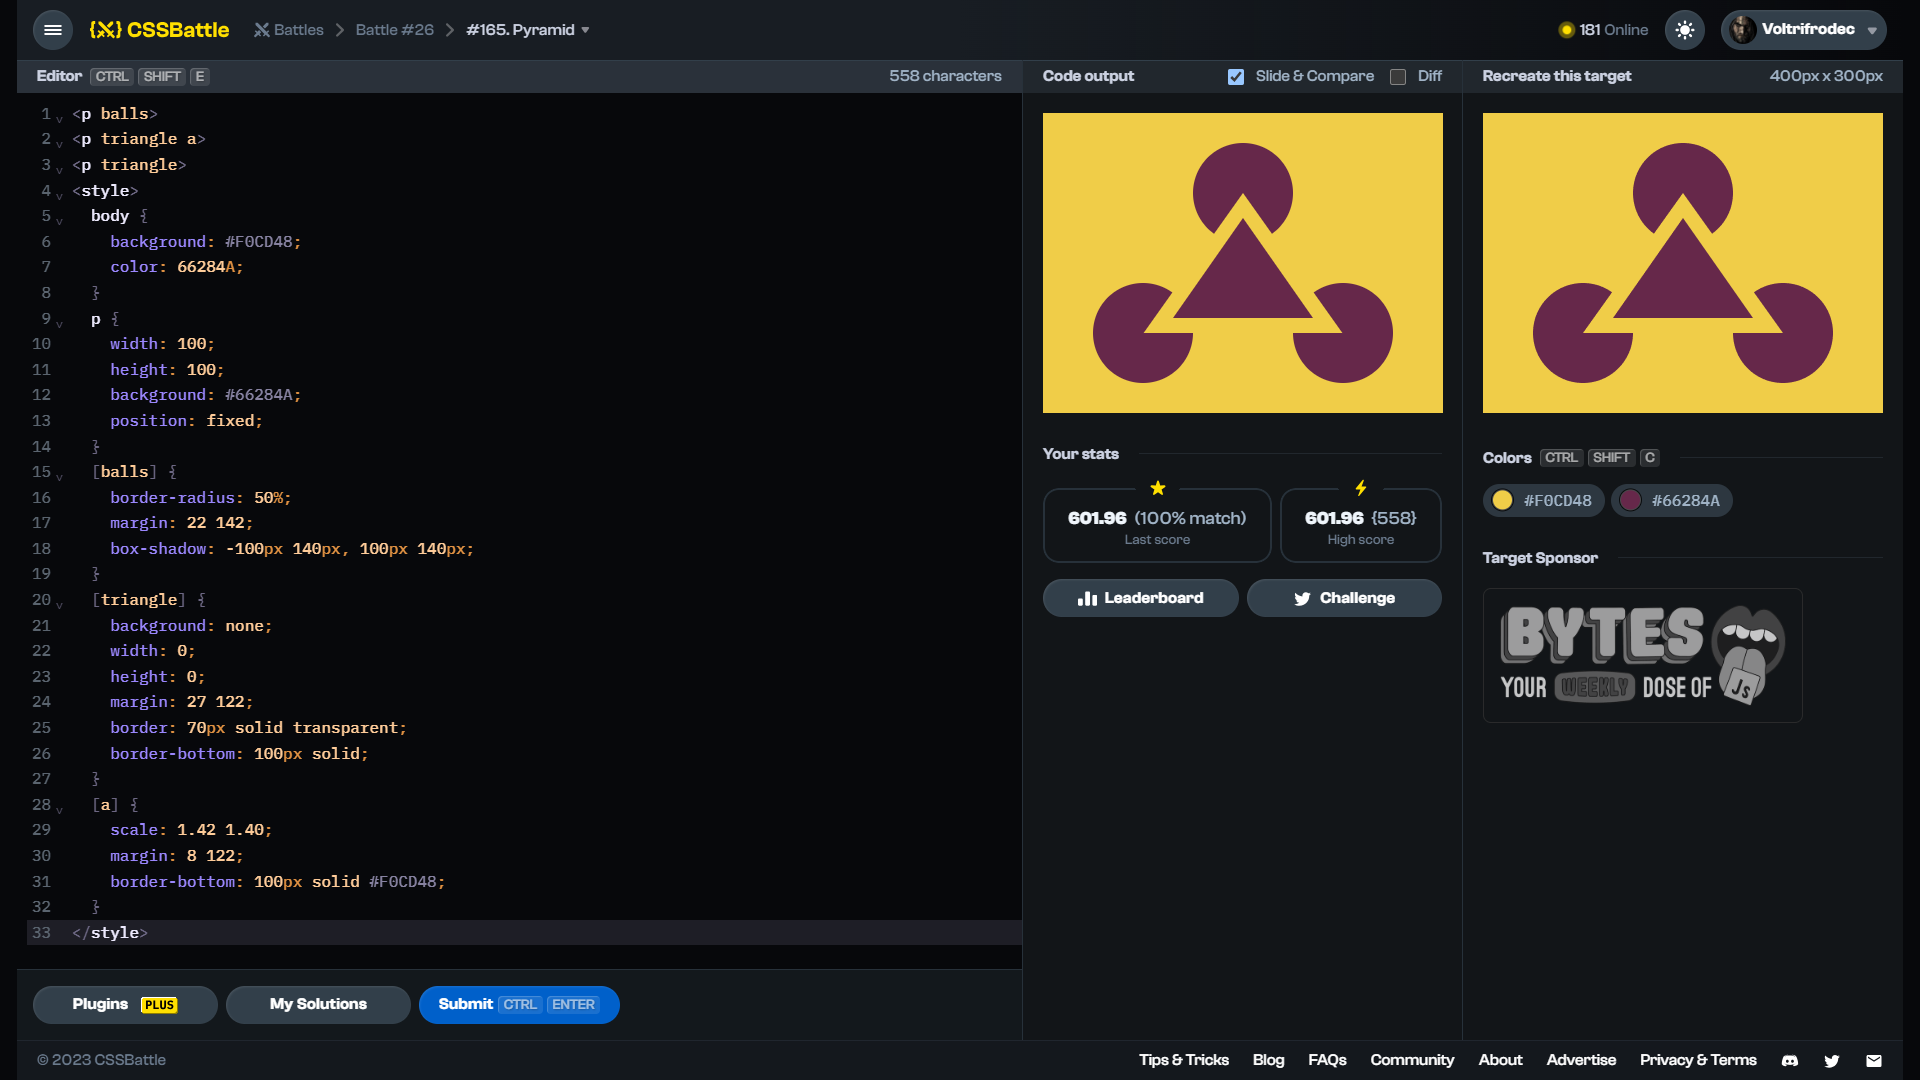 CSSBattle Battles Battle #26 #165. Pyramid 181 Online Voltrifrodec
Editor CTRL SHIFT E 558 characters
1 <p balls>
2 <p triangle a>
3 <p triangle>
4 <style>
5 body {
6 background: #F0CD48;
7 color: 66284A;
8 }
9 p {
10 width: 100;
11 height: 100;
12 background: #66284A;
13 position: fixed;
14 }
15 [balls] {
16 border-radius: 50%;
17 margin: 22 142;
18 box-shadow: -100px 140px, 100px 140px;
19 }
20 [triangle] {
21 background: none;
22 width: 0;
23 height: 0;
24 margin: 27 122;
25 border: 70px solid transparent;
26 border-bottom: 100px solid;
27 }
28 [a] {
29 scale: 1.42 1.40;
30 margin: 8 122;
31 border-bottom: 100px solid #F0CD48;
32 }
33 </style>
Plugins PLUS My Solutions Submit CTRL ENTER
Code output Slide & Compare Diff
Your stats
601.96 (100% match)
Last score
601.96 {558}
High score
Leaderboard Challenge
Recreate this target 400px x 300px
Colors CTRL SHIFT C
#F0CD48 #66284A
Target Sponsor
BYTES
YOUR WEEKLY DOSE OF JS
© 2023 CSSBattle Tips & Tricks Blog FAQs Community About Advertise Privacy & Terms